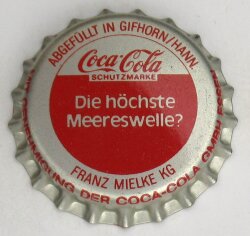 ABGEFÜLLT IN GIFHORN/HANN.
Coca-Cola
SCHUTZMARKE
Die höchste
Meereswelle?
FRANZ MIELKE KG
DER COCA-COLA GMBH